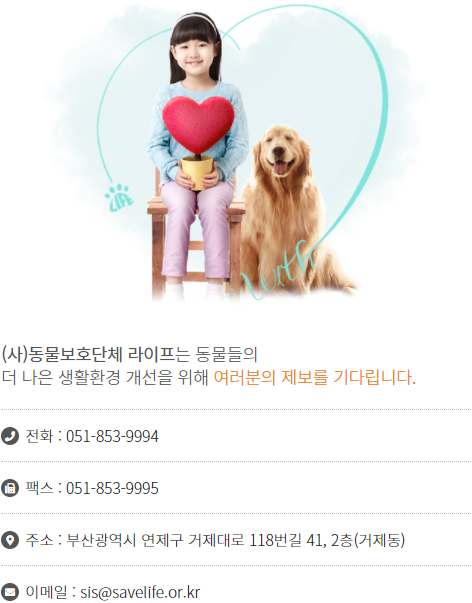 LIFE
with
(사)동물보호단체 라이프는 동물들의
더 나은 생활환경 개선을 위해 여러분의 제보를 기다립니다.
전화 : 051-853-9994
팩스 : 051-853-9995
주소 : 부산광역시 연제구 거제대로 118번길 41, 2층(거제동)
이메일 : sis@savelife.or.kr